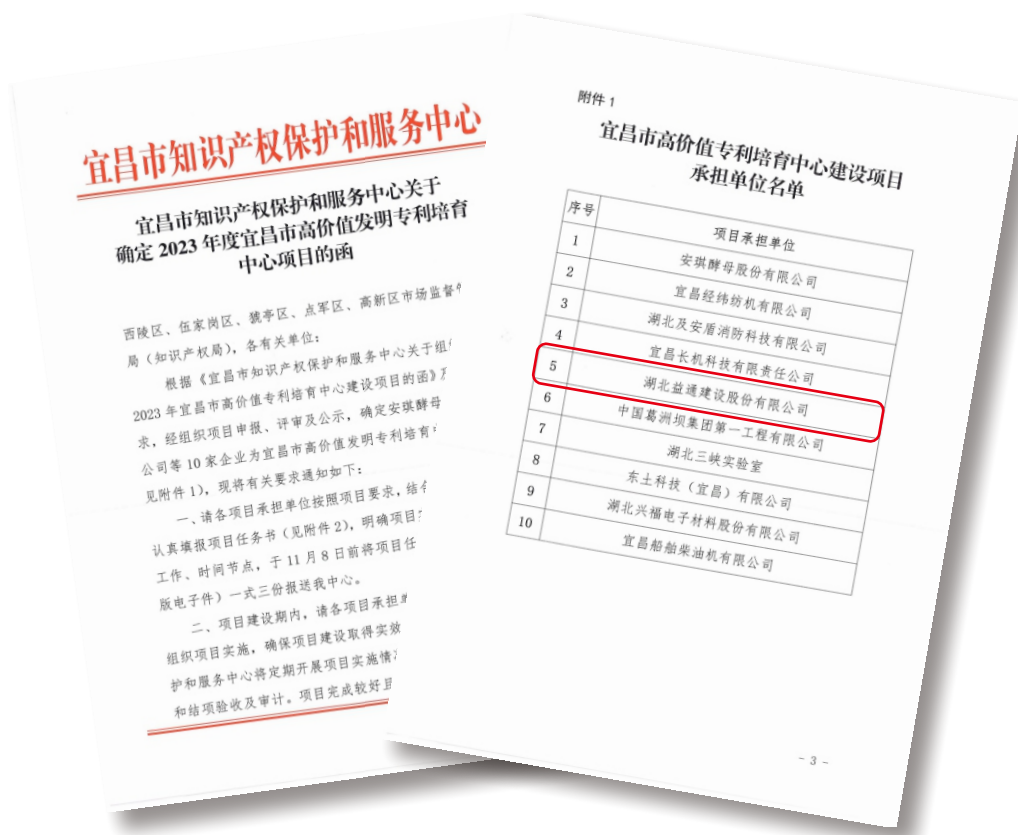 宜昌市知识产权保护和服务中心
宜昌市知识产权保护和服务中心关于
确定 2023 年度宜昌市高价值发明专利培育
中心项目的函
西陵区、伍家岗区、猇亭区、点军区、高新区市场监督
局（知识产权局），各有关单位：
根据《宜昌市知识产权保护和服务中心关于组
2023 年宜昌市高价值专利培育中心建设项目的函》
求，经组织项目申报、评审及公示，确定安琪酵母
公司等 10 家企业为宜昌市高价值发明专利培育
见附件 1），现将有关要求通知如下：
一、请各项目承担单位按照项目要求，结
认真填报项目任务书（见附件 2），明确项目
工作、时间节点，于 11 月 8 日前将项目任
版电子件）一式三份报送我中心。
二、项目建设期内，请各项目承担
组织项目实施，确保项目建设取得实效
护和服务中心将定期开展项目实施情
和结项验收及审计。项目完成较好且
附件 1
宜昌市高价值专利培育中心建设项目
承担单位名单
序号 项目承担单位
1 安琪酵母股份有限公司
2 宜昌经纬纺机有限公司
3 湖北及安盾消防科技有限公司
4 宜昌长机科技有限责任公司
5 湖北益通建设股份有限公司
6 中国葛洲坝集团第一工程有限公司
7 湖北三峡实验室
8 东土科技（宜昌）有限公司
9 湖北兴福电子材料股份有限公司
10 宜昌船舶柴油机有限公司
- 3 -